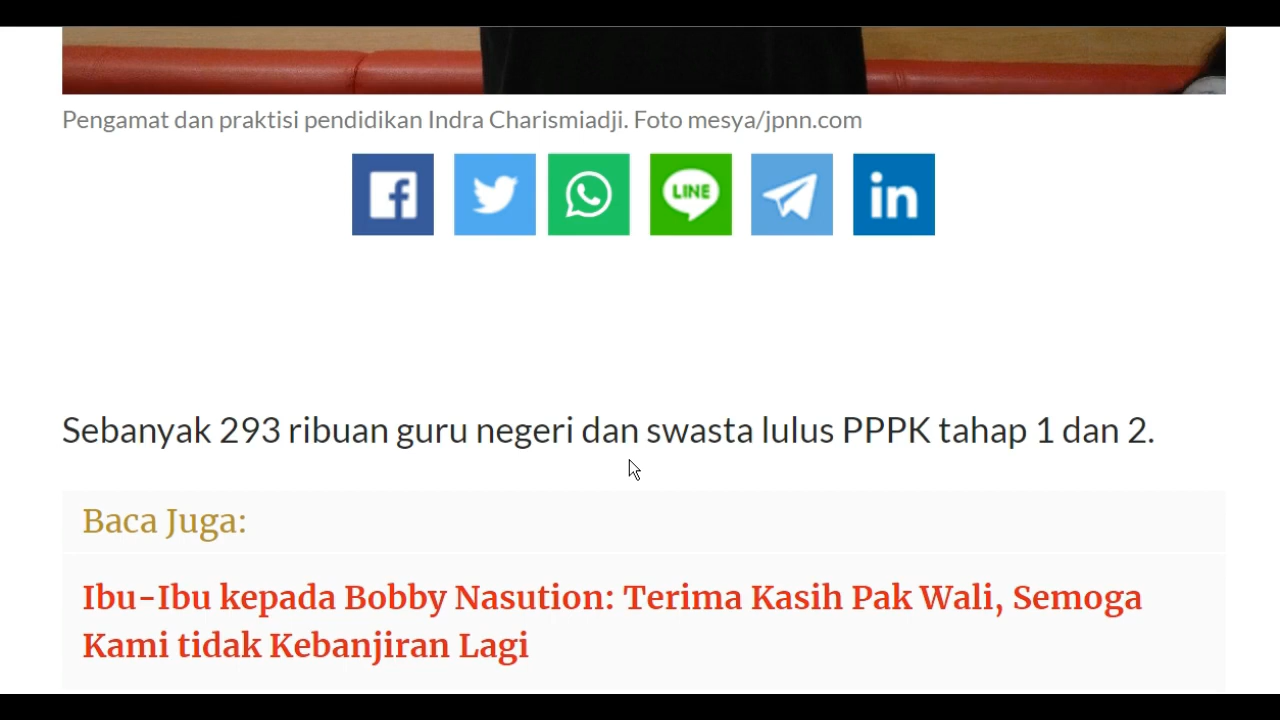 Pengamat dan praktisi pendidikan Indra Charismiadji. Foto mesya/jpnn.com
LINE
Sebanyak 293 ribuan guru negeri dan swasta lulus PPPK tahap 1 dan 2.
Baca Juga:
Ibu-Ibu kepada Bobby Nasution: Terima Kasih Pak Wali, Semoga
Kami tidak Kebanjiran Lagi